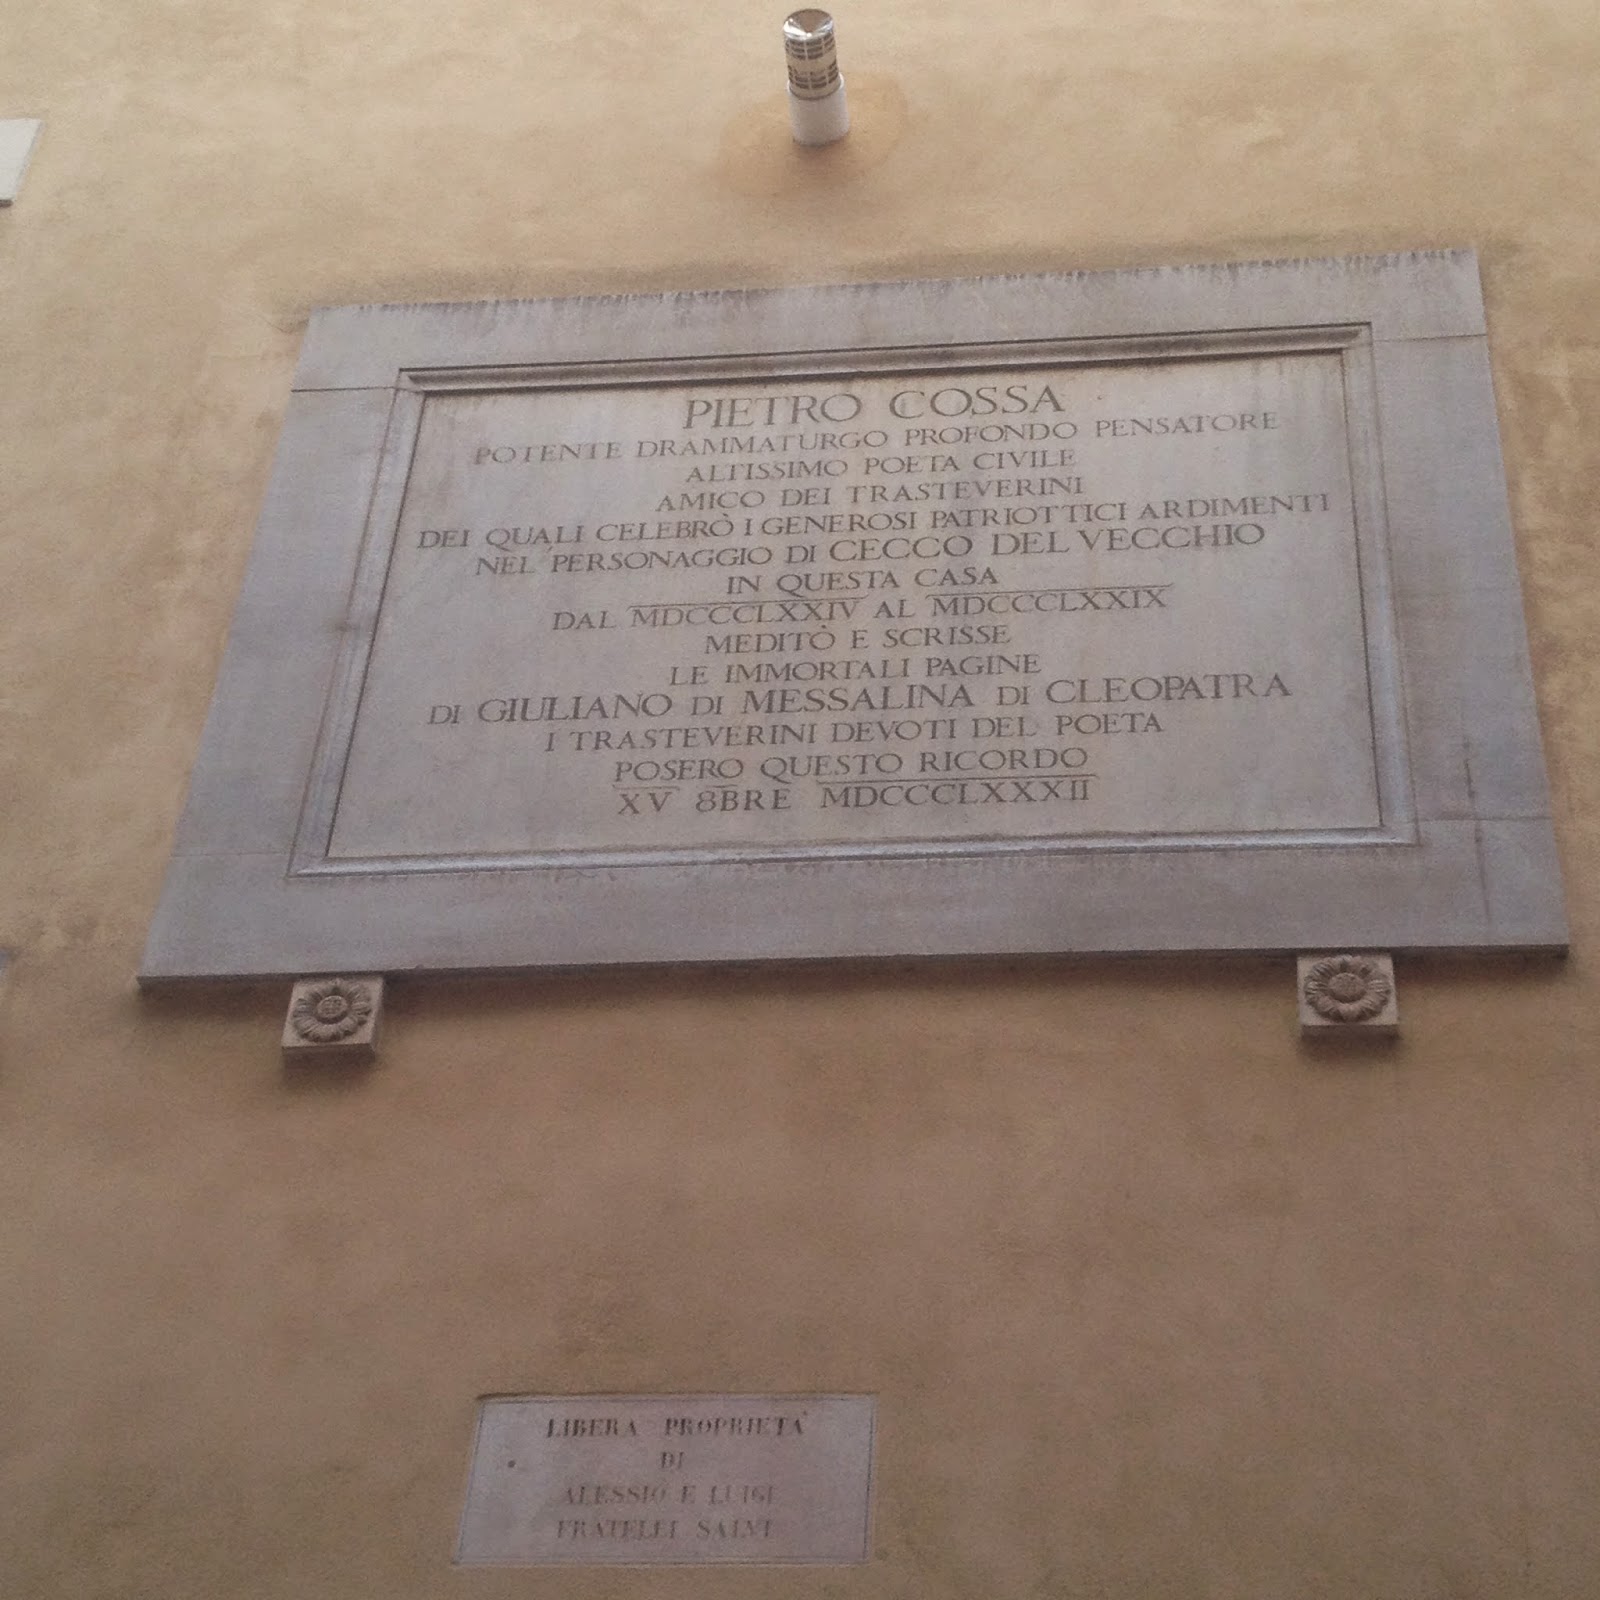 PIETRO COSSA
POTENTE DRAMMATURGO PROFONDO PENSATORE
ALTISSIMO POETA CIVILE
AMICO DEI TRASTEVERINI
DEI QUALI CELEBRÒ I GENEROSI PATRIOTTICI ARDIMENTI
NEL PERSONAGGIO DI CECCO DEL VECCHIO
IN QUESTA CASA
DAL MDCCCLXXIV AL MDCCCLXXIX
MEDITÒ E SCRISSE
LE IMMORTALI PAGINE
DI GIULIANO DI MESSALINA DI CLEOPATRA
I TRASTEVERINI DEVOTI DEL POETA
POSERO QUESTO RICORDO
XV 8BRE MDCCCLXXXII
LIBERA PROPRIETA'
DI
ALESSIO E LUIGI
FRATELLI SALVI